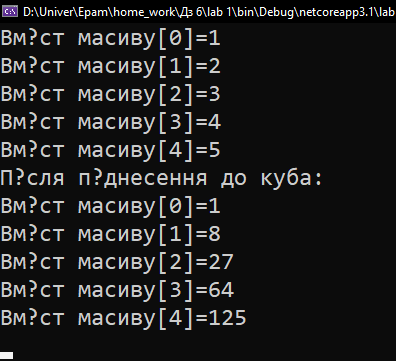 D:\Univer\Epam\home_work\Дз 6\lab 1\bin\Debug\netcoreapp3.1\lab
Вм?ст масиву[0]=1
Вм?ст масиву[1]=2
Вм?ст масиву[2]=3
Вм?ст масиву[3]=4
Вм?ст масиву[4]=5
П?сля п?днесення до куба:
Вм?ст масиву[0]=1
Вм?ст масиву[1]=8
Вм?ст масиву[2]=27
Вм?ст масиву[3]=64
Вм?ст масиву[4]=125